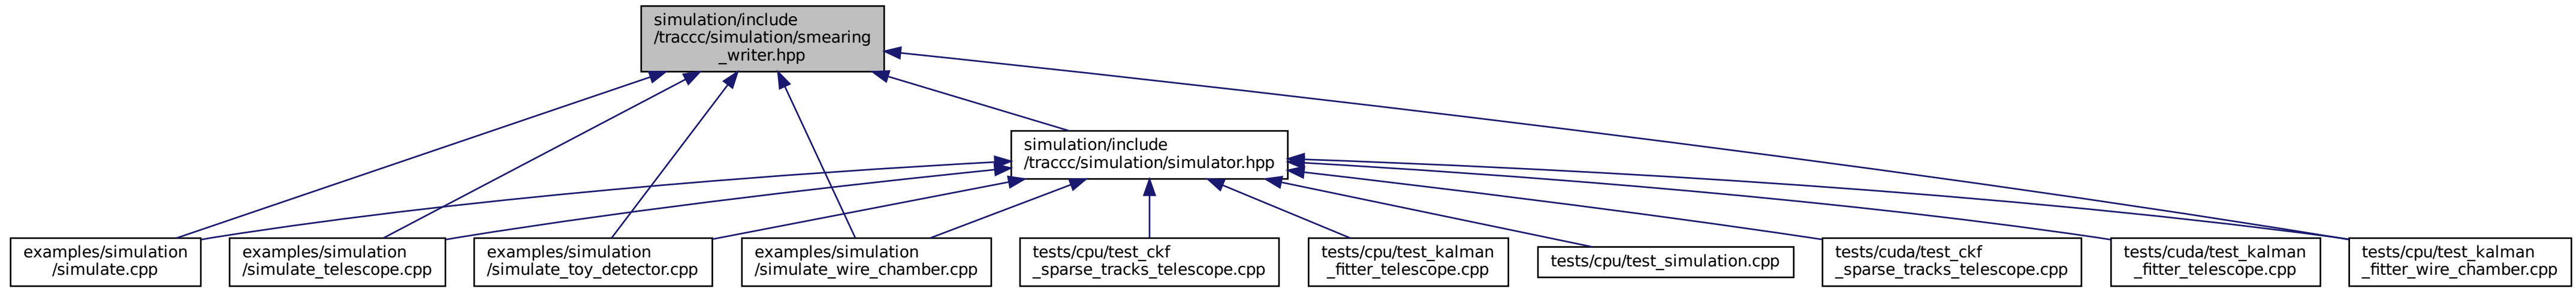 simulation/include
/traccc/simulation/smearing
_writer.hpp
simulation/include
/traccc/simulation/simulator.hpp
examples/simulation
/simulate.cpp
examples/simulation
/simulate_telescope.cpp
examples/simulation
/simulate_toy_detector.cpp
examples/simulation
/simulate_wire_chamber.cpp
tests/cpu/test_ckf
_sparse_tracks_telescope.cpp
tests/cpu/test_kalman
_fitter_telescope.cpp
tests/cpu/test_simulation.cpp
tests/cuda/test_ckf
_sparse_tracks_telescope.cpp
tests/cuda/test_kalman
_fitter_telescope.cpp
tests/cpu/test_kalman
_fitter_wire_chamber.cpp